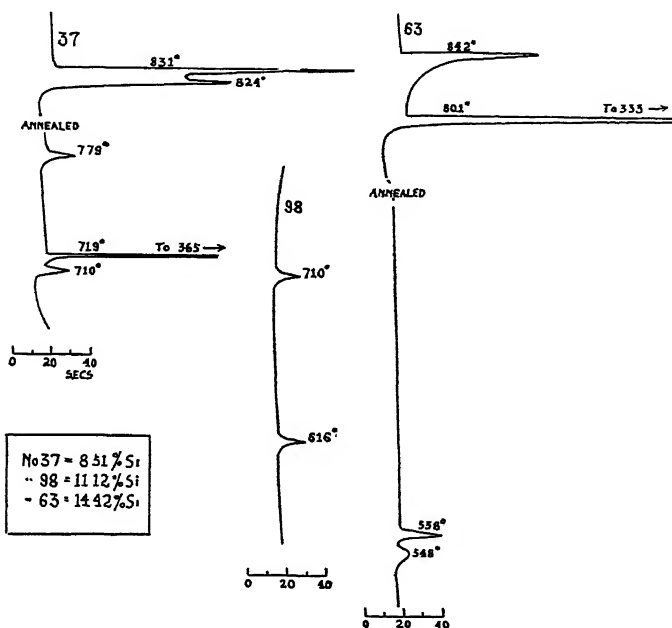 37
831°
824°
ANNEALED
779°
719° To 365 →
710°
0 20 40
SECS
98
710°
616°
0 20 40
63
842°
801° To 333 →
ANNEALED
558°
548°
0 20 40
No 37 = 8 51 % Si
" 98 = 11 12 % Si
" 63 = 14 42 % Si